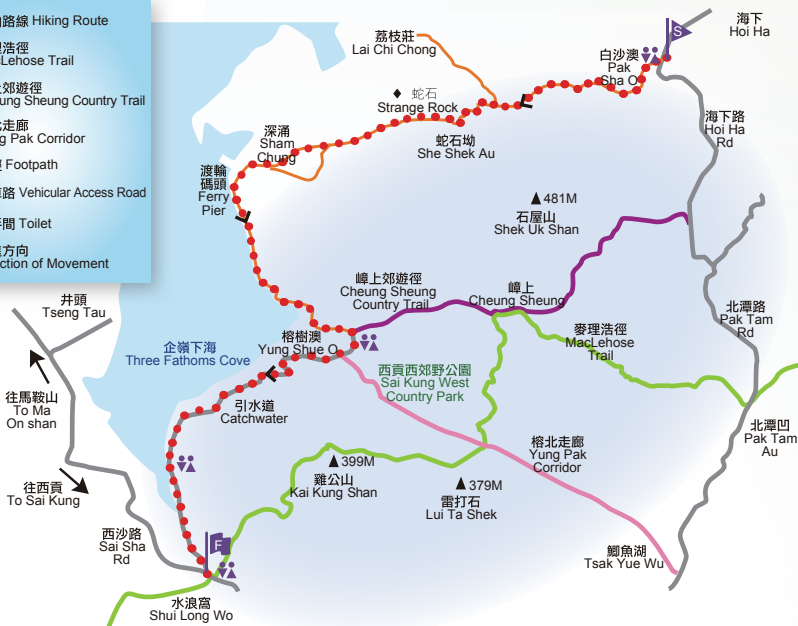 路線 Hiking Route
浩徑
Lehose Trail
郊遊徑
ung Sheung Country Trail
走廊
g Pak Corridor
Footpath
路 Vehicular Access Road
間 Toilet
方向
ction of Movement
海下
Hoi Ha
荔枝莊
Lai Chi Chong
白沙澳
Pak
Sha O
S
蛇石
Strange Rock
海下路
Hoi Ha
Rd
深涌
Sham
Chung
蛇石坳
She Shek Au
渡輪
碼頭
Ferry
Pier
481M
石屋山
Shek Uk Shan
嶂上郊遊徑
Cheung Sheung
Country Trail
嶂上
Cheung Sheung
井頭
Tseng Tau
北潭路
Pak Tam
Rd
麥理浩徑
MacLehose
Trail
企嶺下海
Three Fathoms Cove
榕樹澳
Yung Shue O
西貢西郊野公園
Sai Kung West
Country Park
往馬鞍山
To Ma
On shan
引水道
Catchwater
北潭凹
Pak Tam
Au
榕北走廊
Yung Pak
Corridor
399M
雞公山
Kai Kung Shan
379M
雷打石
Lui Ta Shek
往西貢
To Sai Kung
西沙路
Sai Sha
Rd
F
鯽魚湖
Tsak Yue Wu
水浪窩
Shui Long Wo